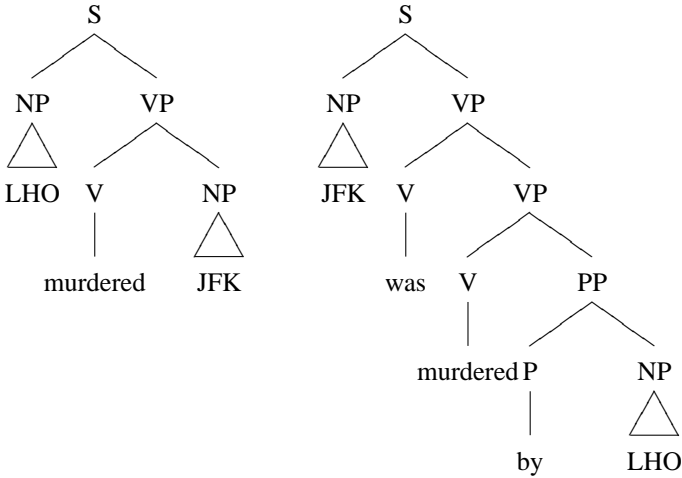 S S
NP VP NP VP
LHO V NP JFK V VP
murdered JFK was V PP
murdered P NP
by LHO